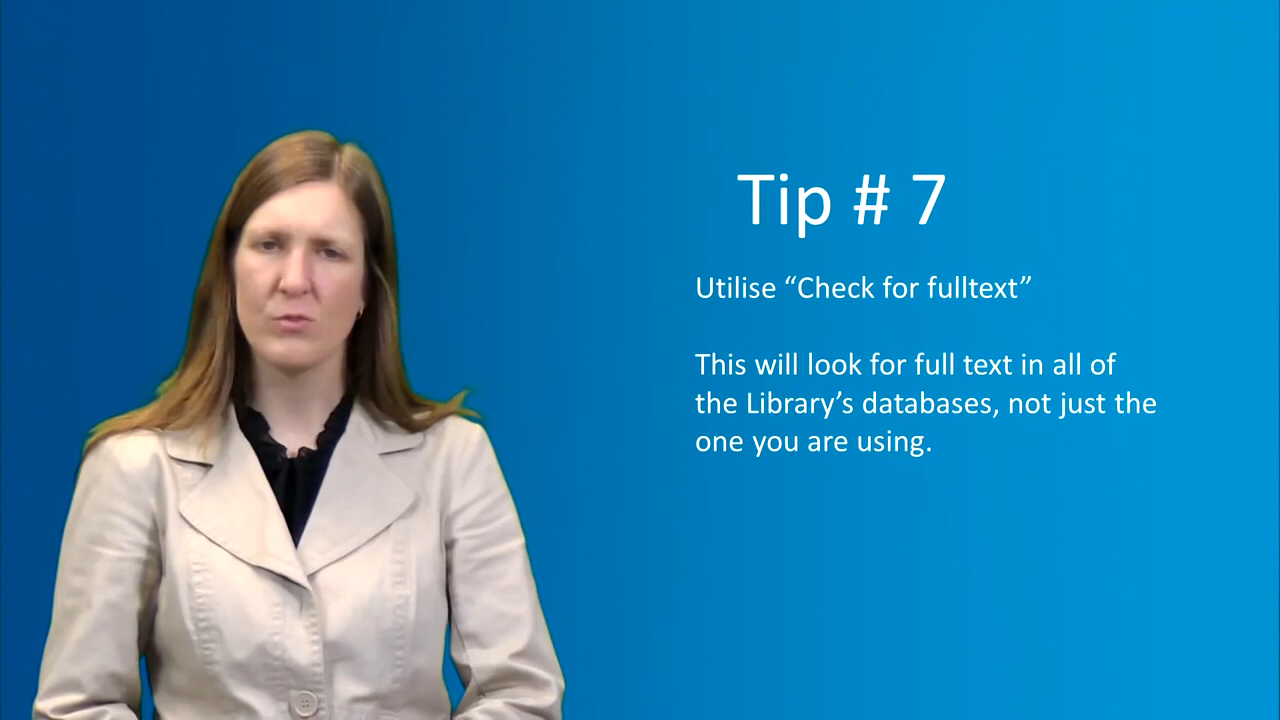 Tip # 7
Utilise “Check for fulltext”
This will look for full text in all of
the Library’s databases, not just the
one you are using.